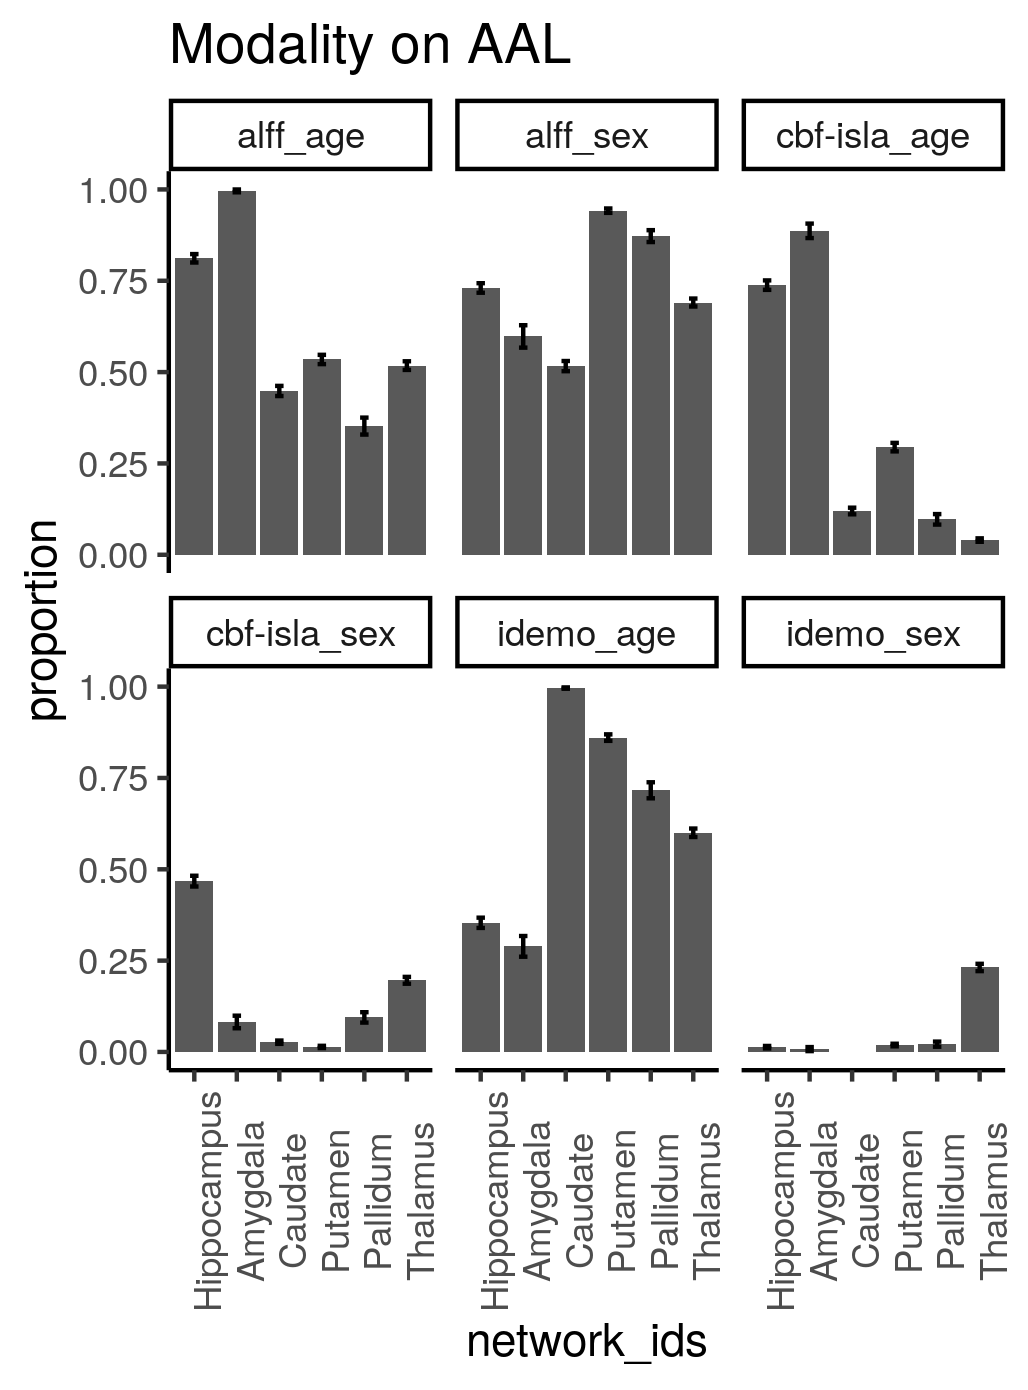 Modality on AAL
alff_age
alff_sex
cbf-isla_age
1.00
0.75
0.50
0.25
0.00
proportion
cbf-isla_sex
idemo_age
idemo_sex
1.00
0.75
0.50
0.25
0.00
Hippocampus
Amygdala
Caudate
Putamen
Pallidum
Thalamus
Hippocampus
Amygdala
Caudate
Putamen
Pallidum
Thalamus
Hippocampus
Amygdala
Caudate
Putamen
Pallidum
Thalamus
network_ids